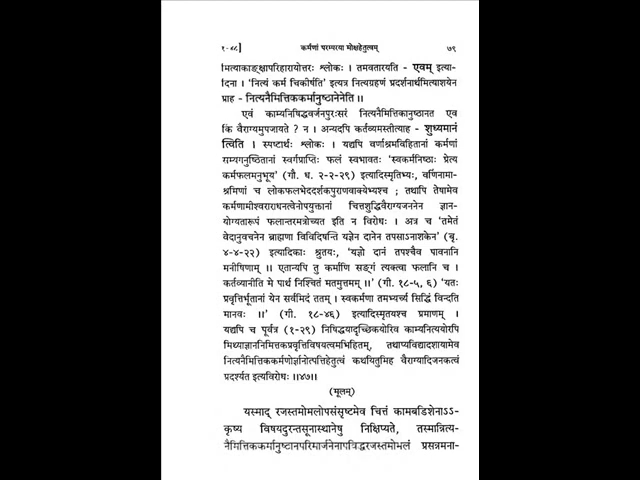 १-४८] कर्मणां परम्परया मोक्षहेतुत्वम् ७९
मित्याकाङ्क्षापरिहारायोत्तरः श्लोकः । तमवतारयति - एवम् इत्या-
दिना । 'नित्यं कर्म चिकीर्षति' इत्यत्र नित्यग्रहणं प्रदर्शनार्थमित्याशयेन
प्राह - नित्यनैमित्तिककर्मानुष्ठानेनेति ॥
एवं काम्यनिषिद्धवर्जनपुरःसरं नित्यनैमित्तिकानुष्ठानत एव
किं वैराग्यमुपजायते ? न । अन्यदपि कर्तव्यमस्तीत्याह - शुध्यमानं
त्विति । स्पष्टार्थः श्लोकः । यद्यपि वर्णाश्रमविहितानां कर्मणां
सम्यगनुष्ठितानां स्वर्गप्राप्तिः फलं स्वभावतः 'स्वकर्मनिष्ठाः प्रेत्य
कर्मफलमनुभूय' (गौ. ध. २-२-२९) इत्यादिस्मृतिभ्यः, वर्णिनामा-
श्रमिणां च लोकफलभेददर्शकपुराणवाक्येभ्यश्च ; तथापि तेषामेव
कर्मणामीश्वराराधनत्वेनोपयुक्तानां चित्तशुद्धिवैराग्यजननेन ज्ञान-
योग्यतारूपं फलान्तरमत्रोच्यत इति न विरोधः । अत्र च 'तमेतं
वेदानुवचनेन ब्राह्मणा विविदिषन्ति यज्ञेन दानेन तपसाऽनाशकेन' (बृ.
४-४-२२) इत्यादिकाः श्रुतयः, 'यज्ञो दानं तपश्चैव पावनानि
मनीषिणाम् ॥ एतान्यपि तु कर्माणि सङ्गं त्यक्त्वा फलानि च ।
कर्तव्यानीति मे पार्थ निश्चितं मतमुत्तमम् ॥' (गी. १८-५, ६) 'यतः
प्रवृत्तिर्भूतानां येन सर्वमिदं ततम् । स्वकर्मणा तमभ्यर्च्य सिद्धिं विन्दति
मानवः ॥' (गी. १८-४६) इत्यादिस्मृतयश्च प्रमाणम् ।
यद्यपि च पूर्वत्र (१-२९) निषिद्धयादृच्छिकयोरिव काम्यनित्ययोरपि
मिथ्याज्ञाननिमित्तकप्रवृत्तिविषयत्वमभिहितम्, तथाप्यविद्यादशायामेव
नित्यनैमित्तिककर्मणोर्ज्ञानोत्पत्तिहेतुत्वं कथयितुमिह वैराग्यादिजनकत्वं
प्रदर्श्यत इत्यविरोधः ॥४७॥
(मूलम्)
यस्माद् रजस्तमोमलोपसंसृष्टमेव चित्तं कामबडिशेनाऽऽ-
कृष्य विषयदुरन्तसूनास्थानेषु निक्षिप्यते, तस्मान्नित्य-
नैमित्तिककर्मानुष्ठानपरिमार्जनेनापविद्धरजस्तमोमलं प्रसन्नमना-